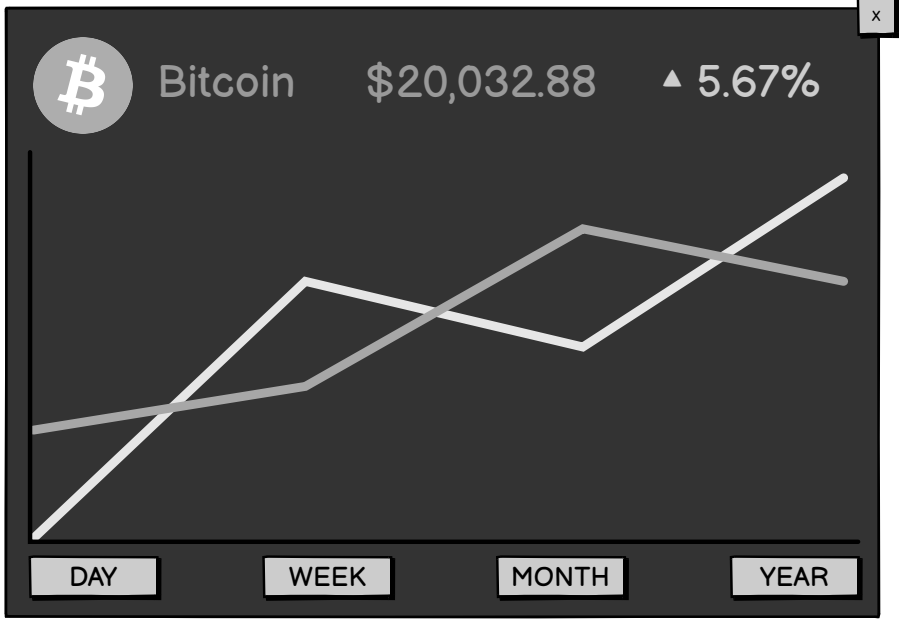 x
Bitcoin $20,032.88 ▲ 5.67%
DAY WEEK MONTH YEAR